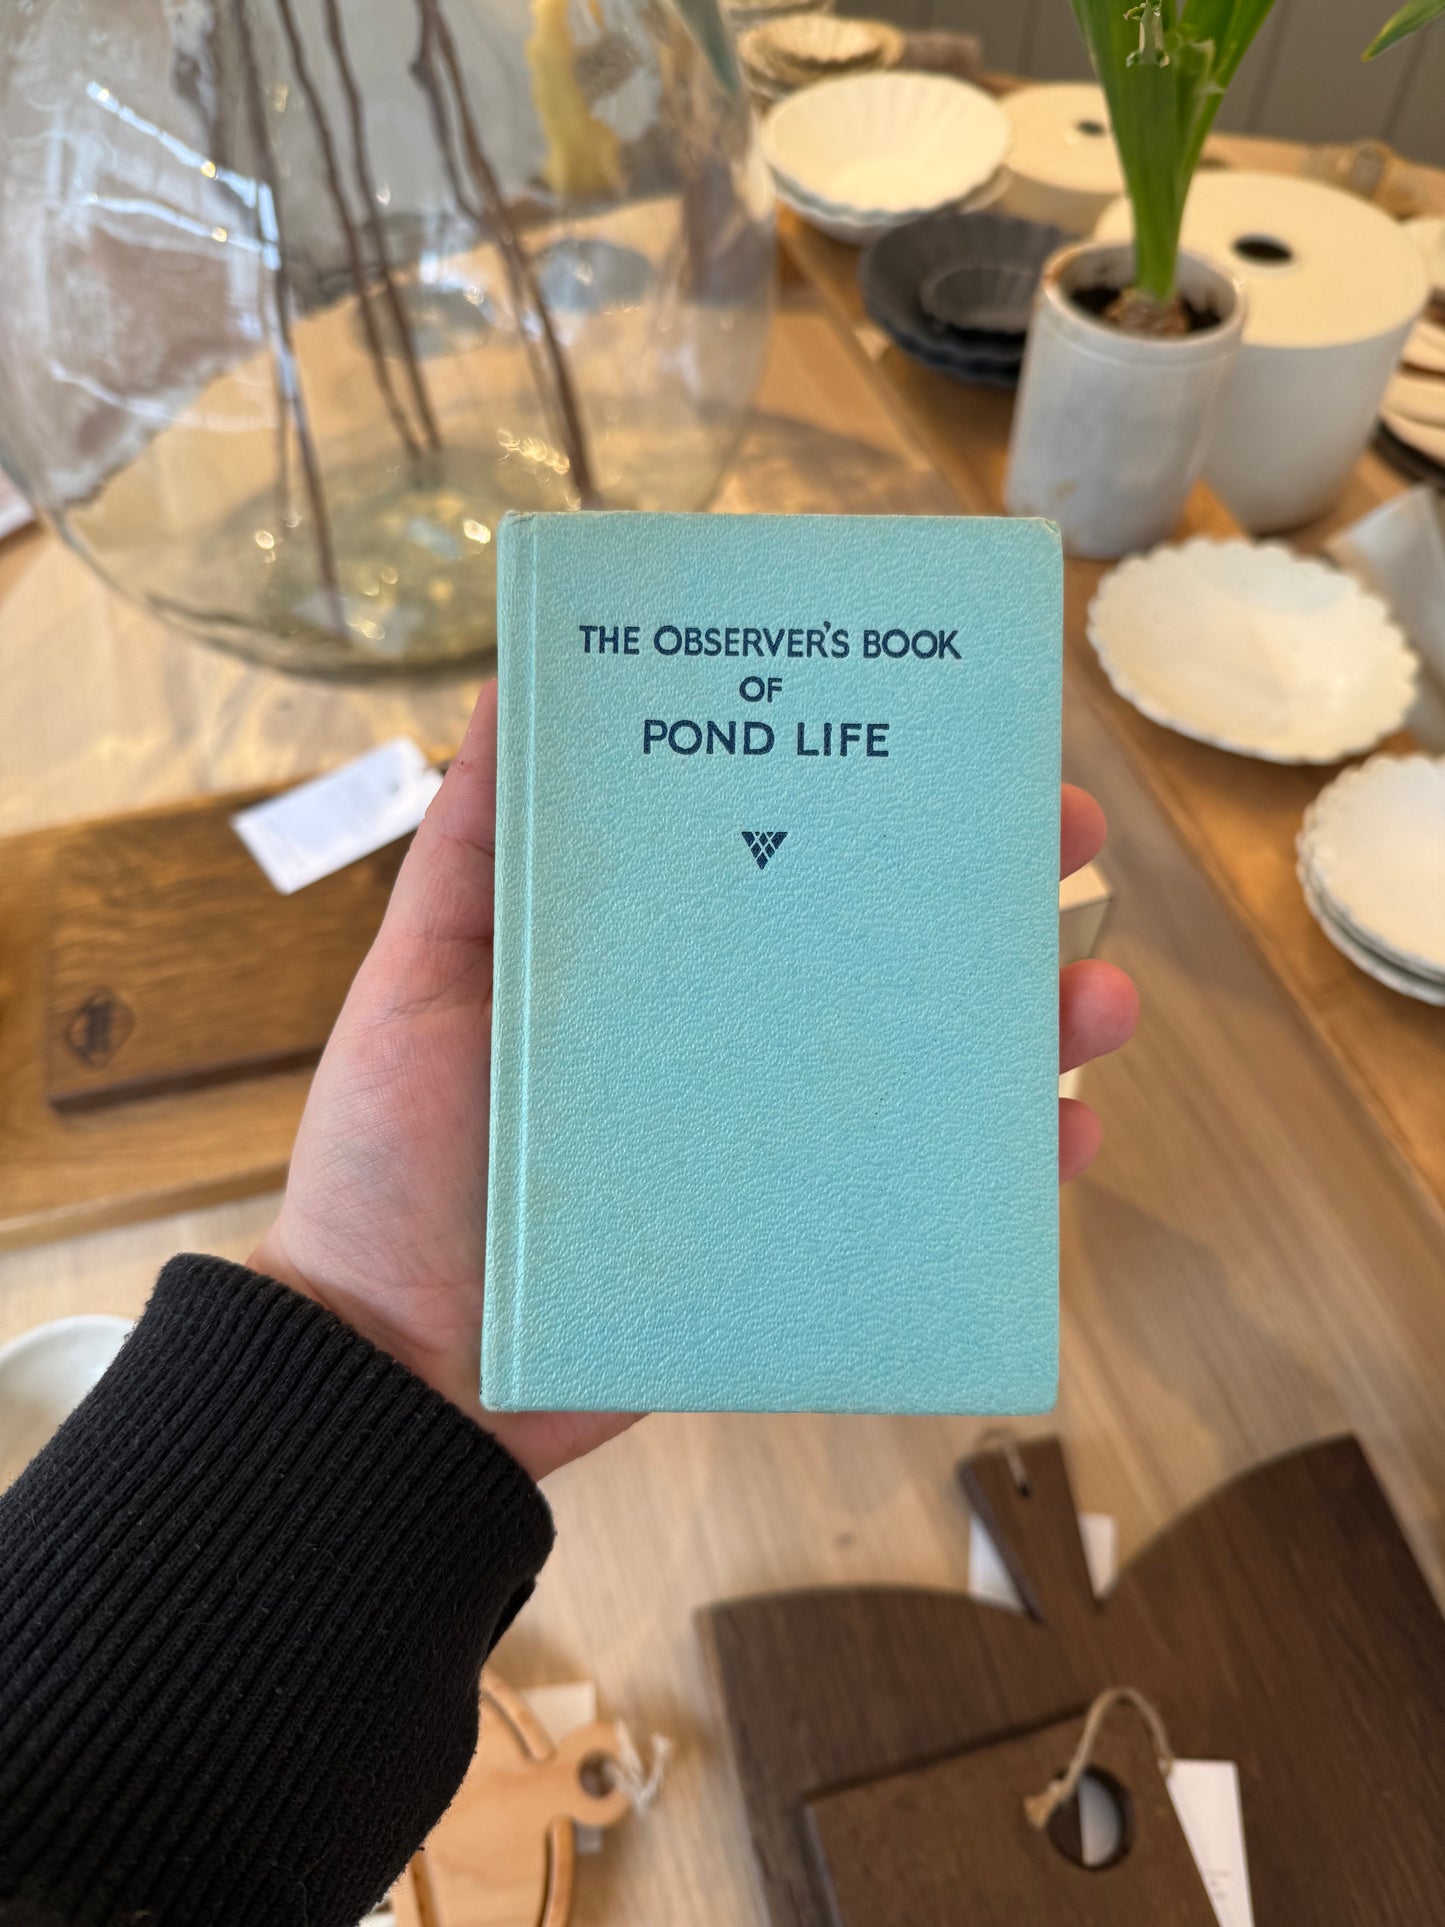 THE OBSERVER'S BOOK
OF
POND LIFE